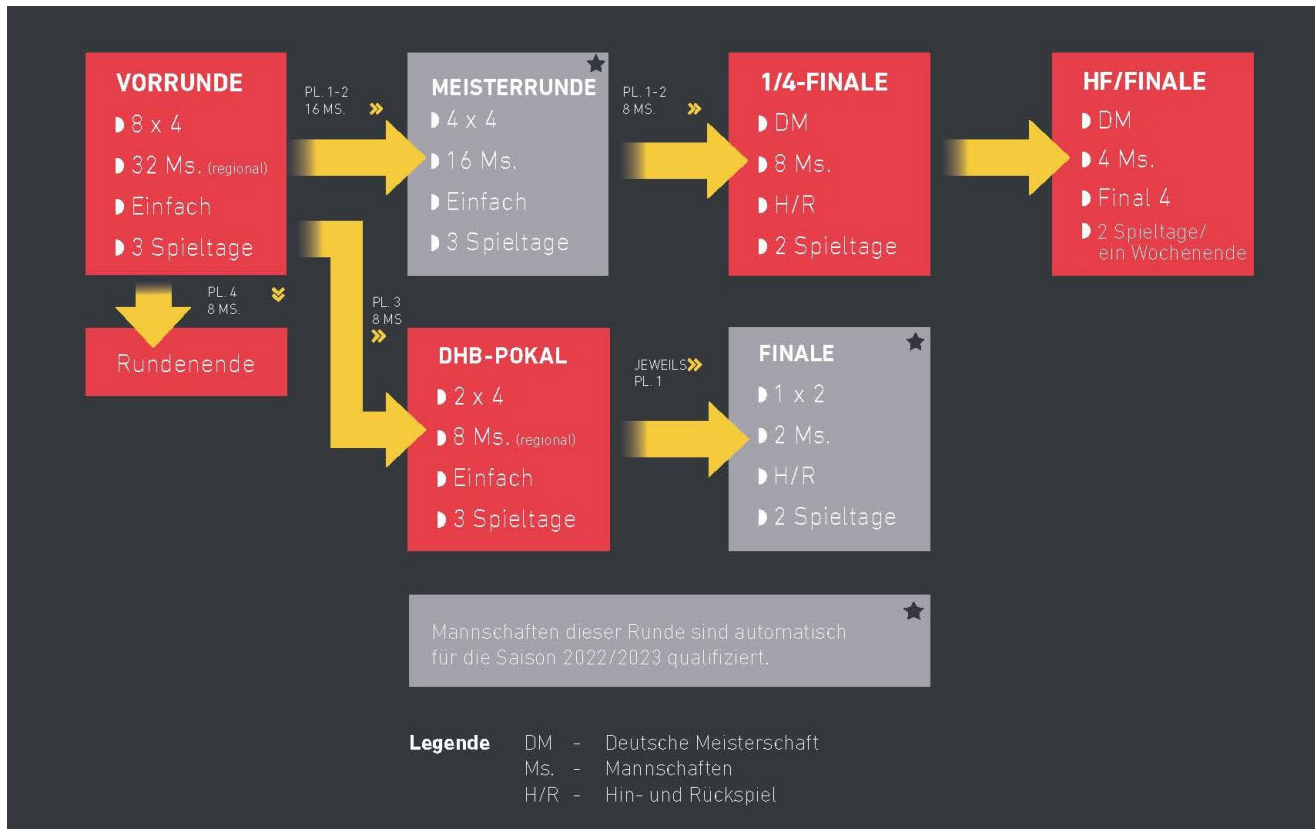 VORRUNDE
8 x 4
32 Ms. (regional)
Einfach
3 Spieltage
PL. 1-2
16 MS.
MEISTERRUNDE
4 x 4
16 Ms.
Einfach
3 Spieltage
PL. 1-2
8 MS.
1/4-FINALE
DM
8 Ms.
H/R
2 Spieltage
HF/FINALE
DM
4 Ms.
Final 4
2 Spieltage/
ein Wochenende
PL. 4
8 MS.
Rundenende
PL. 3
8 MS
DHB-POKAL
2 x 4
8 Ms. (regional)
Einfach
3 Spieltage
JEWEILS
PL. 1
FINALE
1 x 2
2 Ms.
H/R
2 Spieltage
Mannschaften dieser Runde sind automatisch
für die Saison 2022/2023 qualifiziert.
Legende DM - Deutsche Meisterschaft
Ms. - Mannschaften
H/R - Hin- und Rückspiel